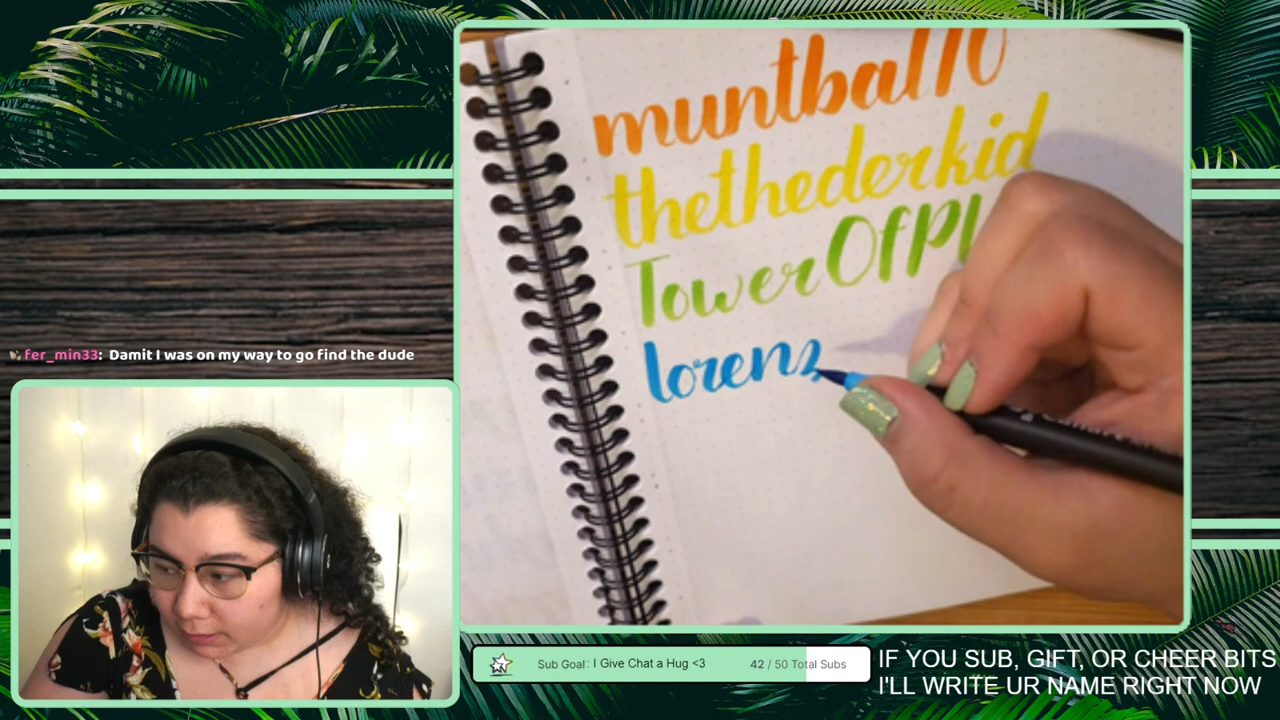 muntbal10
thethederkid
TowerOfPl
lorenz
fer_min33: Damit I was on my way to go find the dude
Sub Goal: I Give Chat a Hug <3 42 / 50 Total Subs
IF YOU SUB, GIFT, OR CHEER BITS
I'LL WRITE UR NAME RIGHT NOW